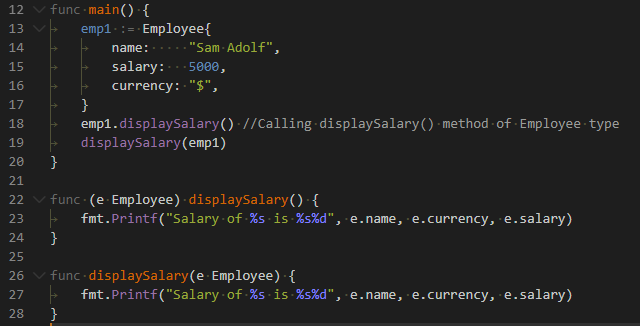 12 func main() {
13 emp1 := Employee{
14 name:     "Sam Adolf",
15 salary:   5000,
16 currency: "$",
17 }
18 emp1.displaySalary() //Calling displaySalary() method of Employee type
19 displaySalary(emp1)
20 }
21
22 func (e Employee) displaySalary() {
23 fmt.Printf("Salary of %s is %s%d", e.name, e.currency, e.salary)
24 }
25
26 func displaySalary(e Employee) {
27 fmt.Printf("Salary of %s is %s%d", e.name, e.currency, e.salary)
28 }